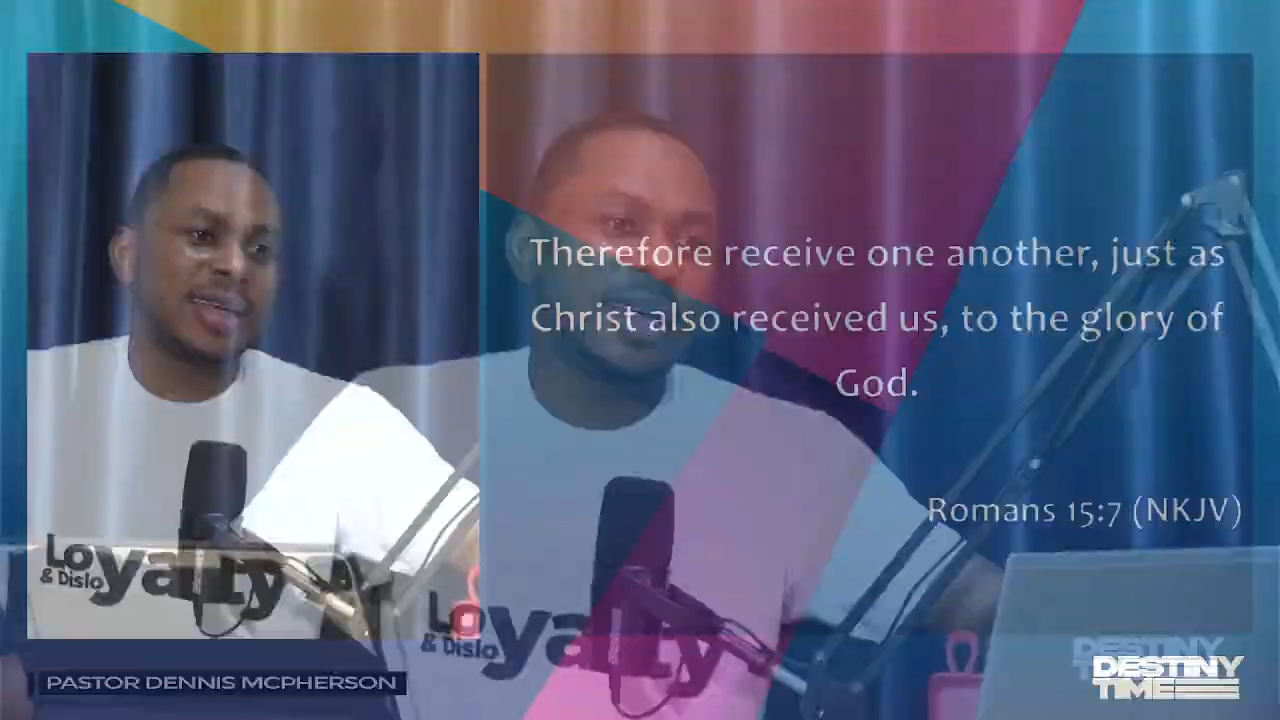 Therefore receive one another, just as
Christ also received us, to the glory of
God.
Romans 15:7 (NKJV)
Loyalty
& Dislo
Loyalty
& Dislo
PASTOR DENNIS MCPHERSON
DESTINY
TIME
DESTINY